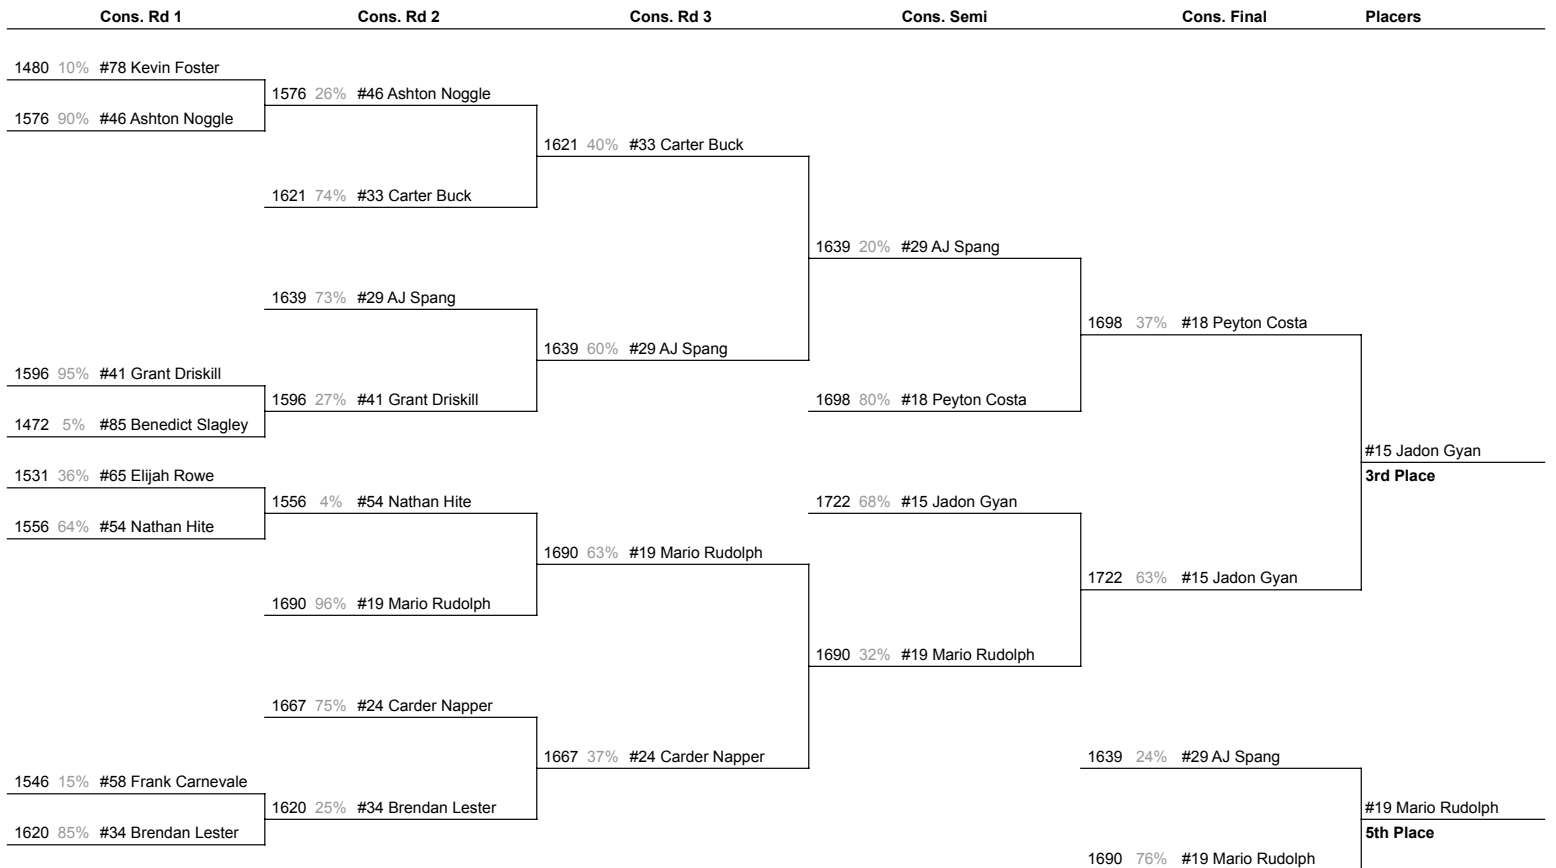 Cons. Rd 1 Cons. Rd 2 Cons. Rd 3 Cons. Semi Cons. Final Placers
1480 10% #78 Kevin Foster
1576 26% #46 Ashton Noggle
1576 90% #46 Ashton Noggle
1621 40% #33 Carter Buck
1621 74% #33 Carter Buck
1639 20% #29 AJ Spang
1639 73% #29 AJ Spang
1698 37% #18 Peyton Costa
1639 60% #29 AJ Spang
1596 95% #41 Grant Driskill
1596 27% #41 Grant Driskill
1698 80% #18 Peyton Costa
1472 5% #85 Benedict Slagley
#15 Jadon Gyan
1531 36% #65 Elijah Rowe
3rd Place
1556 4% #54 Nathan Hite
1722 68% #15 Jadon Gyan
1556 64% #54 Nathan Hite
1690 63% #19 Mario Rudolph
1722 63% #15 Jadon Gyan
1690 96% #19 Mario Rudolph
1690 32% #19 Mario Rudolph
1667 75% #24 Carder Napper
1667 37% #24 Carder Napper
1639 24% #29 AJ Spang
1546 15% #58 Frank Carnevale
1620 25% #34 Brendan Lester
#19 Mario Rudolph
1620 85% #34 Brendan Lester
5th Place
1690 76% #19 Mario Rudolph